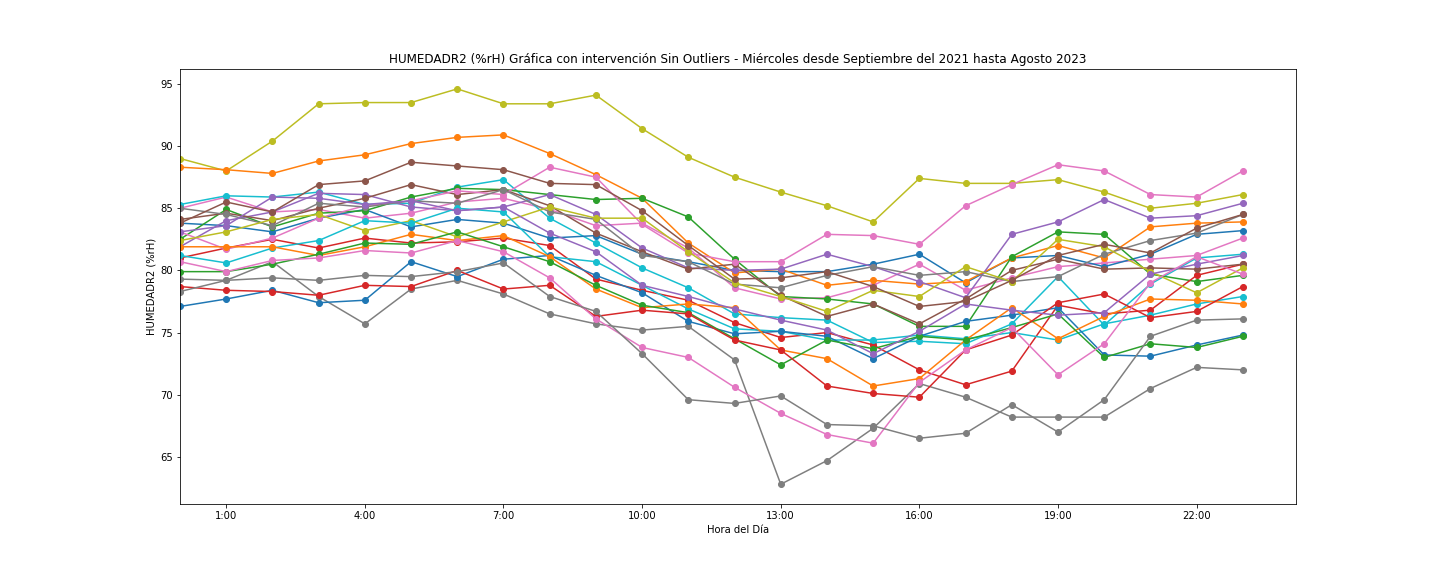 HUMEDADR2 (%rH) Gráfica con intervención Sin Outliers - Miércoles desde Septiembre del 2021 hasta Agosto 2023
95
90
85
80
75
70
65
HUMEDADR2 (%rH)
1:00 4:00 7:00 10:00 13:00 16:00 19:00 22:00
Hora del Día